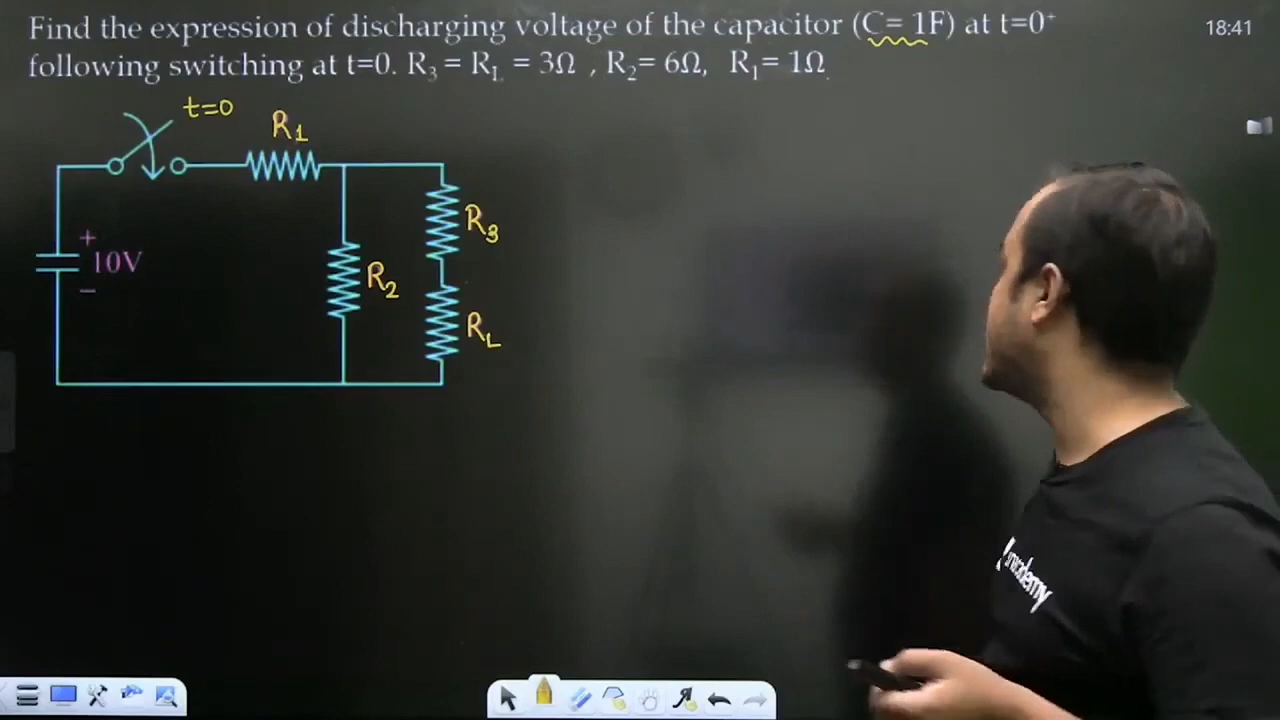 Find the expression of discharging voltage of the capacitor (C= 1F) at t=0⁺
18:41
following switching at t=0. R₃ = R_L = 3Ω , R₂= 6Ω, R₁= 1Ω
t=0
R₁
+
10V
−
R₂
R₃
R_L
unacademy